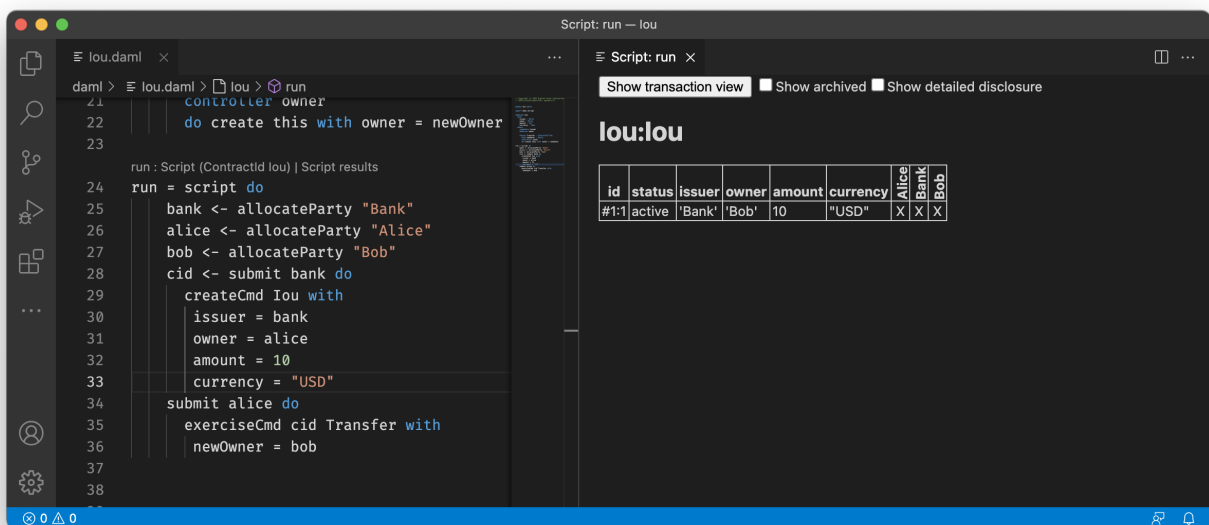 Script: run — Iou
Iou.daml
daml > Iou.daml > Iou > run
21 controller owner
22 do create this with owner = newOwner
23
run : Script (ContractId Iou) | Script results
24 run = script do
25 bank <- allocateParty "Bank"
26 alice <- allocateParty "Alice"
27 bob <- allocateParty "Bob"
28 cid <- submit bank do
29 createCmd Iou with
30 issuer = bank
31 owner = alice
32 amount = 10
33 currency = "USD"
34 submit alice do
35 exerciseCmd cid Transfer with
36 newOwner = bob
37
38
Script: run
Show transaction view Show archived Show detailed disclosure
Iou:Iou
id status issuer owner amount currency Alice Bank Bob
#1:1 active 'Bank' 'Bob' 10 "USD" X X X
0 0